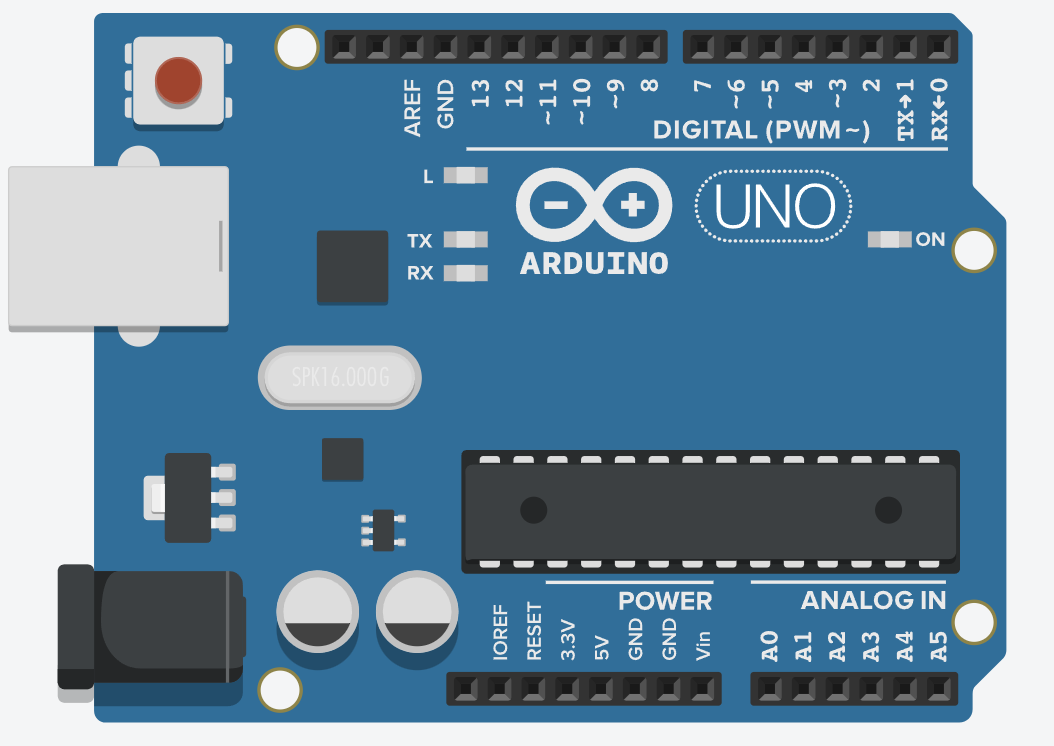 AREF GND 13 12 ~11 ~10 ~9 8 7 ~6 ~5 4 ~3 2 TX→1 RX←0
DIGITAL (PWM~)
L
TX
RX
ARDUINO
UNO
ON
SPK16.000G
POWER
ANALOG IN
IOREF RESET 3.3V 5V GND GND Vin A0 A1 A2 A3 A4 A5